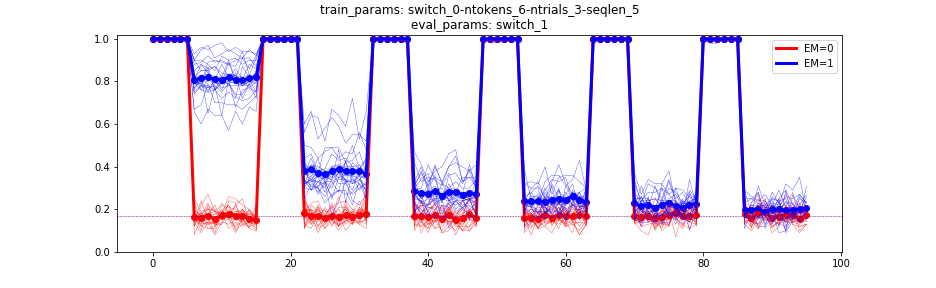 train_params: switch_0-ntokens_6-ntrials_3-seqlen_5
eval_params: switch_1
1.0
0.8
0.6
0.4
0.2
0.0
EM=0
EM=1
0 20 40 60 80 100